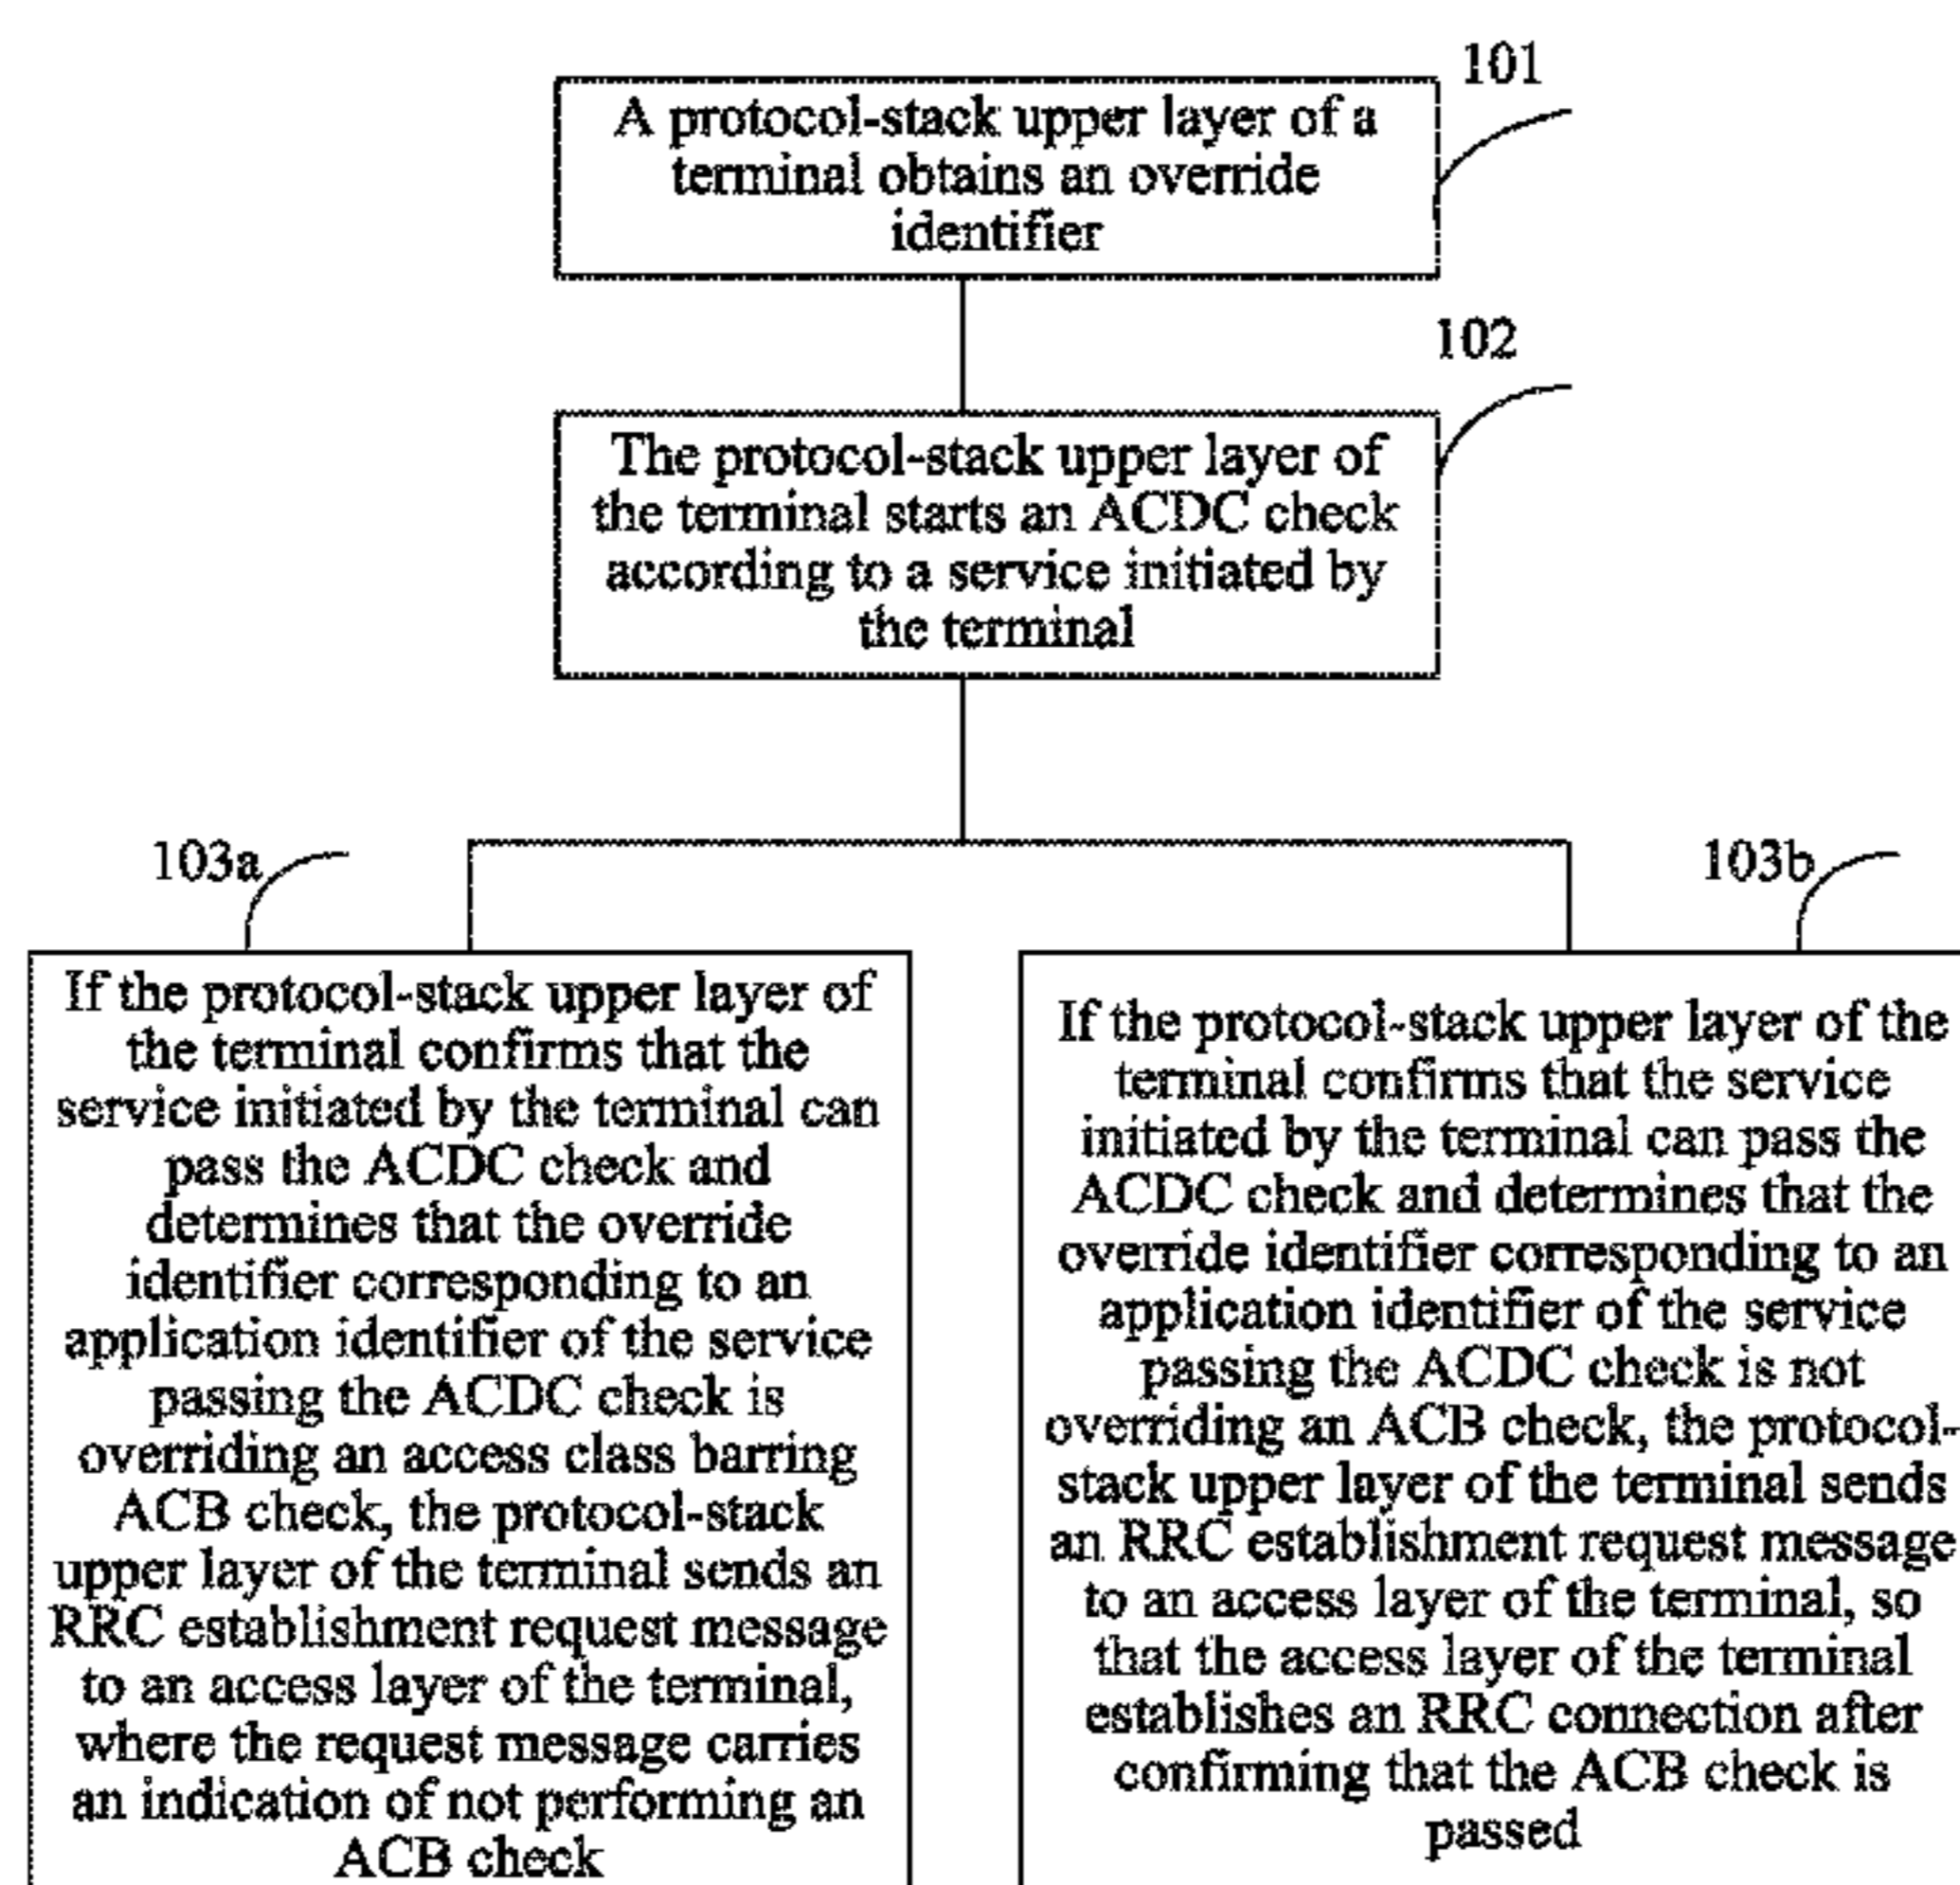 101
A protocol-stack upper layer of a
terminal obtains an override
identifier
102
The protocol-stack upper layer of
the terminal starts an ACDC check
according to a service initiated by
the terminal
103a
If the protocol-stack upper layer of
the terminal confirms that the
service initiated by the terminal can
pass the ACDC check and
determines that the override
identifier corresponding to an
application identifier of the service
passing the ACDC check is
overriding an access class barring
ACB check, the protocol-stack
upper layer of the terminal sends an
RRC establishment request message
to an access layer of the terminal,
where the request message carries
an indication of not performing an
ACB check
103b
If the protocol-stack upper layer of the
terminal confirms that the service
initiated by the terminal can pass the
ACDC check and determines that the
override identifier corresponding to an
application identifier of the service
passing the ACDC check is not
overriding an ACB check, the protocol-
stack upper layer of the terminal sends
an RRC establishment request message
to an access layer of the terminal, so
that the access layer of the terminal
establishes an RRC connection after
confirming that the ACB check is
passed